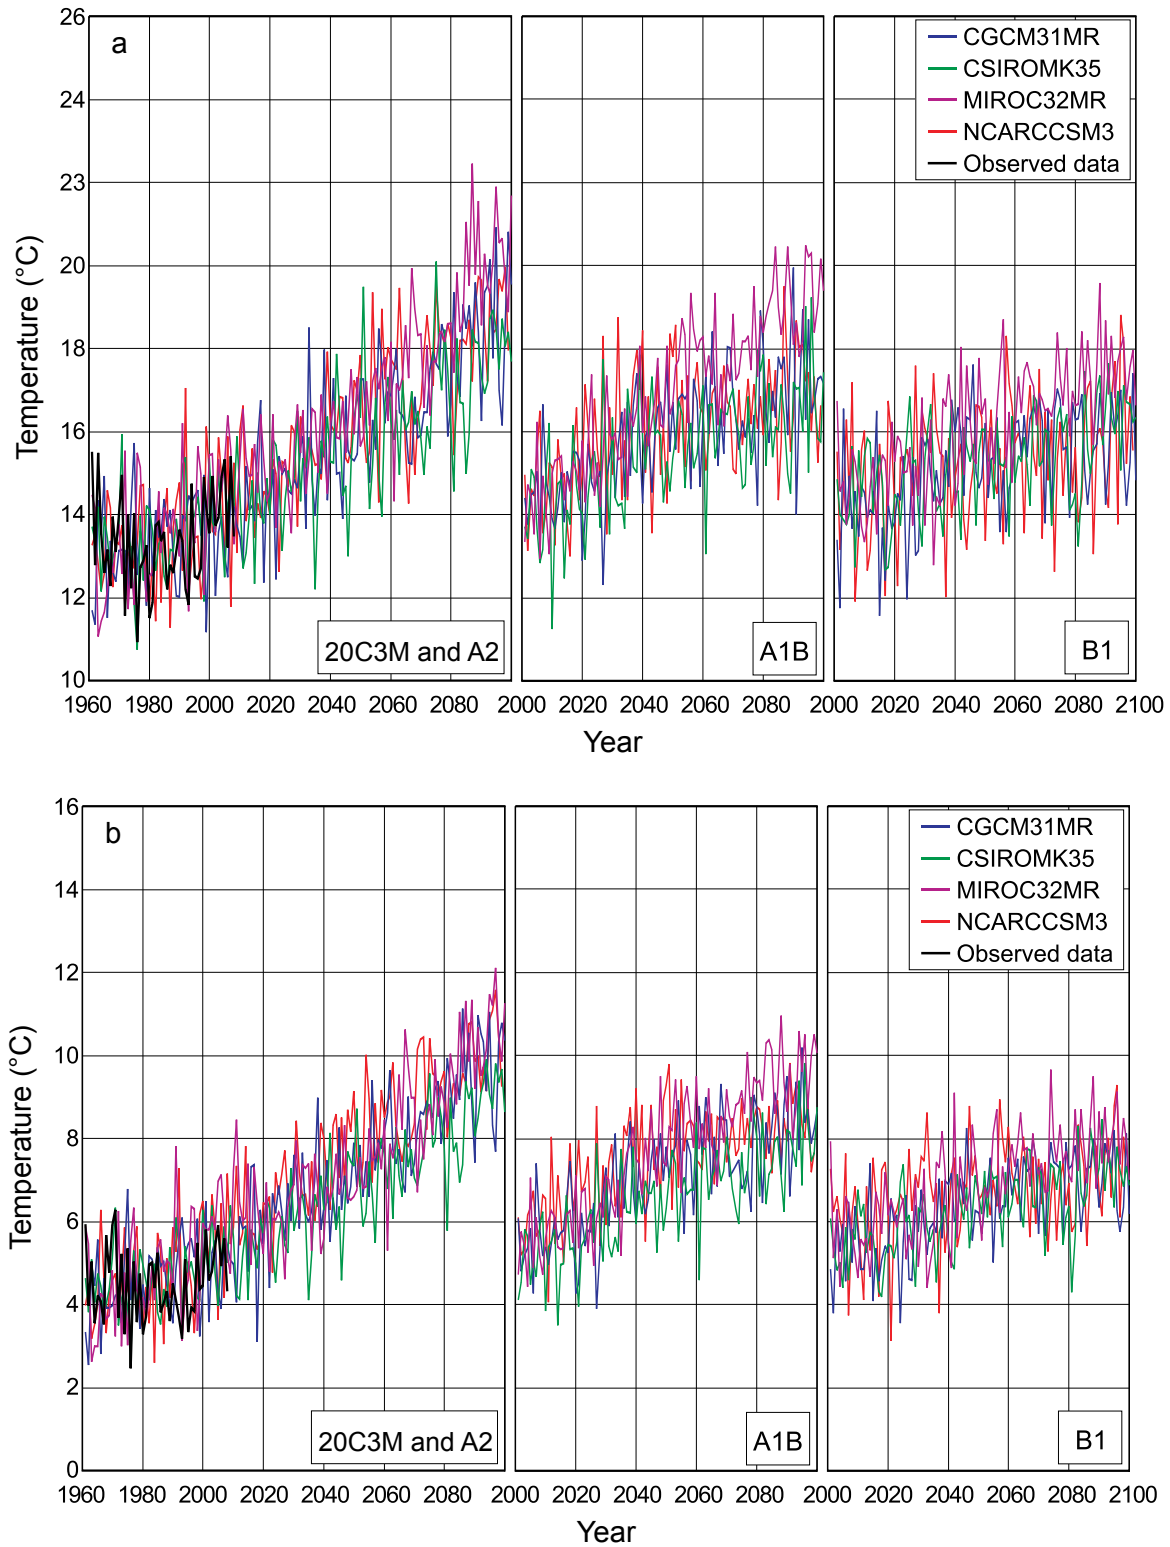 26
a
CGCM31MR
CSIROMK35
MIROC32MR
NCARCCSM3
Observed data
24
23
20
18
16
14
12
10
Temperature (°C)
20C3M and A2
A1B
B1
1960 1980 2000 2020 2040 2060 2080 2000 2020 2040 2060 2080 2000 2020 2040 2060 2080 2100
Year
16
b
CGCM31MR
CSIROMK35
MIROC32MR
NCARCCSM3
Observed data
14
12
10
8
6
4
2
0
Temperature (°C)
20C3M and A2
A1B
B1
1960 1980 2000 2020 2040 2060 2080 2000 2020 2040 2060 2080 2000 2020 2040 2060 2080 2100
Year